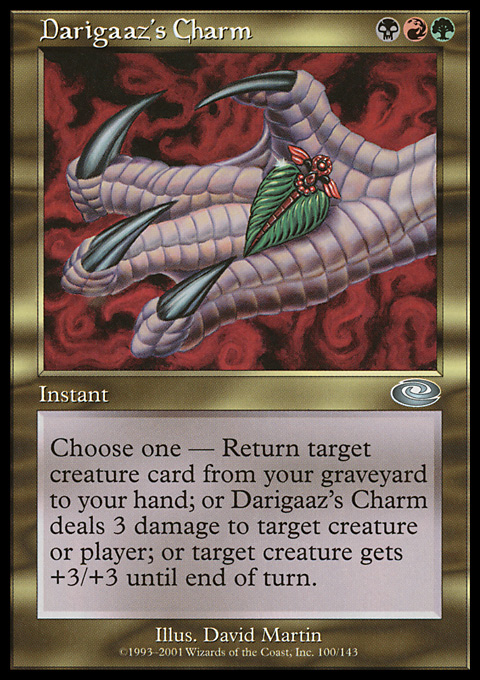 Darigaaz's Charm
Instant
Choose one — Return target
creature card from your graveyard
to your hand; or Darigaaz's Charm
deals 3 damage to target creature
or player; or target creature gets
+3/+3 until end of turn.
Illus. David Martin
©1993–2001 Wizards of the Coast, Inc. 100/143